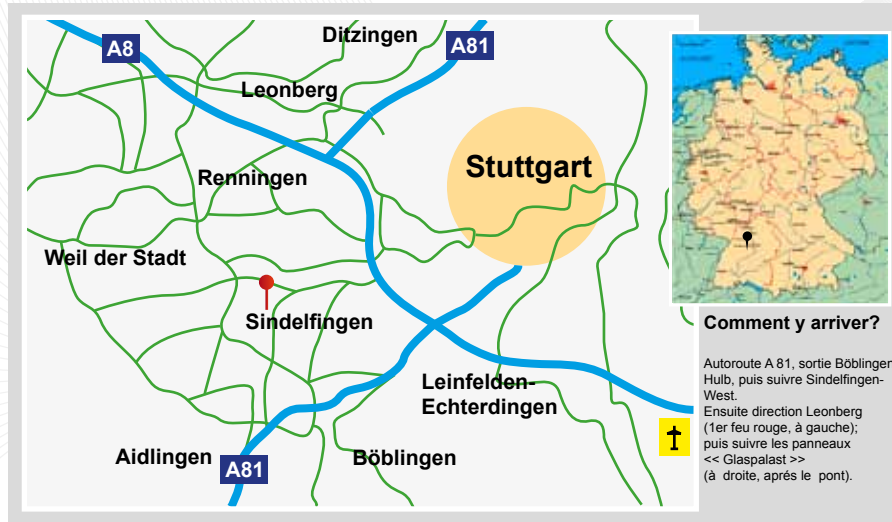 Ditzingen
A8
A81
Leonberg
Stuttgart
Renningen
Weil der Stadt
Sindelfingen
Leinfelden-
Echterdingen
Aidlingen
A81
Böblingen
Comment y arriver?
Autoroute A 81, sortie Böblingen
Hulb, puis suivre Sindelfingen-
West.
Ensuite direction Leonberg
(1er feu rouge, à gauche);
puis suivre les panneaux
<< Glaspalast >>
(à droite, aprés le pont).